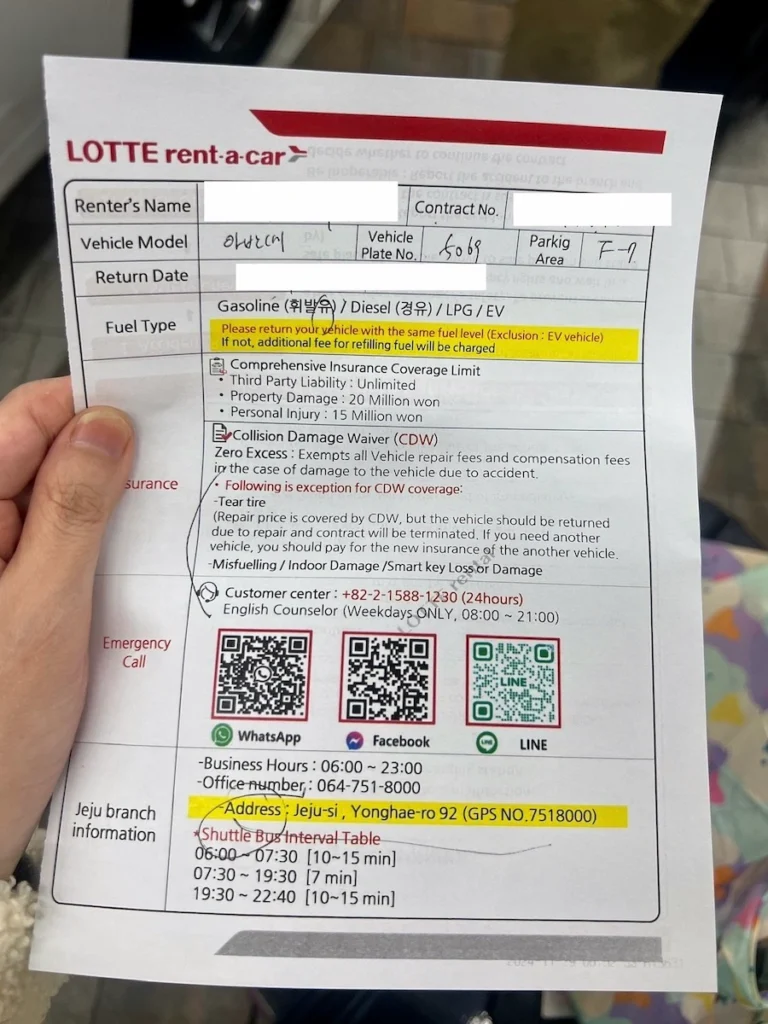 LOTTE rent-a-car
Renter's Name
Contract No.
Vehicle Model 아반떼 Vehicle Plate No. 5069 Parkig Area F-7
Return Date
Fuel Type
Gasoline (휘발유) / Diesel (경유) / LPG / EV
Please return your vehicle with the same fuel level (Exclusion : EV vehicle)
If not, additional fee for refilling fuel will be charged
surance
Comprehensive Insurance Coverage Limit
• Third Party Liability : Unlimited
• Property Damage : 20 Million won
• Personal Injury : 15 Million won
Collision Damage Waiver (CDW)
Zero Excess : Exempts all Vehicle repair fees and compensation fees
in the case of damage to the vehicle due to accident.
• Following is exception for CDW coverage:
-Tear tire
(Repair price is covered by CDW, but the vehicle should be returned
due to repair and contract will be terminated. If you need another
vehicle, you should pay for the new insurance of the another vehicle.
-Misfuelling / Indoor Damage /Smart key Loss or Damage
Emergency
Call
Customer center : +82-2-1588-1230 (24hours)
English Counselor (Weekdays ONLY, 08:00 ~ 21:00)
LINE
WhatsApp Facebook LINE
Jeju branch
information
-Business Hours : 06:00 ~ 23:00
-Office number : 064-751-8000
-Address : Jeju-si , Yonghae-ro 92 (GPS NO.7518000)
*Shuttle Bus Interval Table
06:00 ~ 07:30 [10~15 min]
07:30 ~ 19:30 [7 min]
19:30 ~ 22:40 [10~15 min]